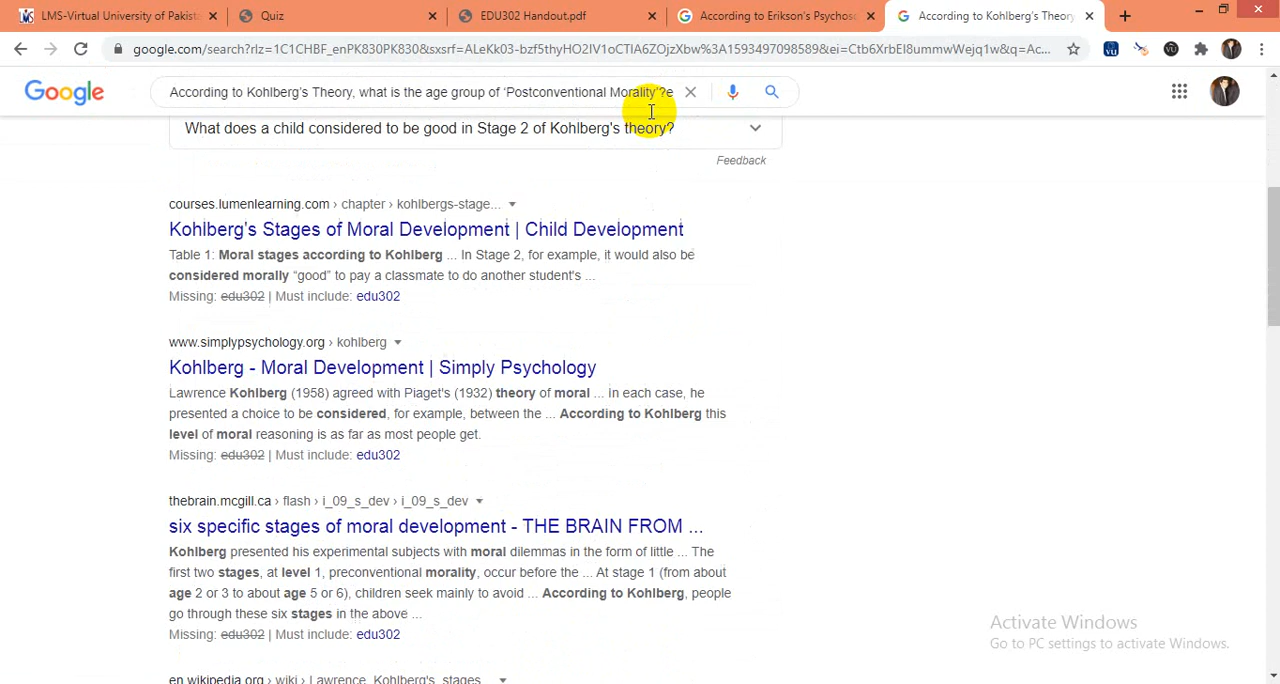 LMS-Virtual University of Pakist
Quiz
EDU302 Handout.pdf
According to Erikson's Psychoso
According to Kohlberg's Theory
google.com/search?rlz=1C1CHBF_enPK830PK830&sxsrf=ALeKk03-bzf5thyHO2IV1oCTlA6ZOjzXbw%3A1593497098589&ei=Ctb6XrbEI8ummwWejq1w&q=Ac...
Google
According to Kohlberg's Theory, what is the age group of 'Postconventional Morality'?e
What does a child considered to be good in Stage 2 of Kohlberg's theory?
Feedback
courses.lumenlearning.com › chapter › kohlbergs-stage...
Kohlberg's Stages of Moral Development | Child Development
Table 1: Moral stages according to Kohlberg ... In Stage 2, for example, it would also be
considered morally “good” to pay a classmate to do another student's ...
Missing: edu302 | Must include: edu302
www.simplypsychology.org › kohlberg
Kohlberg - Moral Development | Simply Psychology
Lawrence Kohlberg (1958) agreed with Piaget's (1932) theory of moral ... in each case, he
presented a choice to be considered, for example, between the ... According to Kohlberg this
level of moral reasoning is as far as most people get.
Missing: edu302 | Must include: edu302
thebrain.mcgill.ca › flash › i_09_s_dev › i_09_s_dev
six specific stages of moral development - THE BRAIN FROM ...
Kohlberg presented his experimental subjects with moral dilemmas in the form of little ... The
first two stages, at level 1, preconventional morality, occur before the ... At stage 1 (from about
age 2 or 3 to about age 5 or 6), children seek mainly to avoid ... According to Kohlberg, people
go through these six stages in the above ...
Missing: edu302 | Must include: edu302
en.wikipedia.org › wiki › Lawrence_Kohlberg's_stages_
Activate Windows
Go to PC settings to activate Windows.